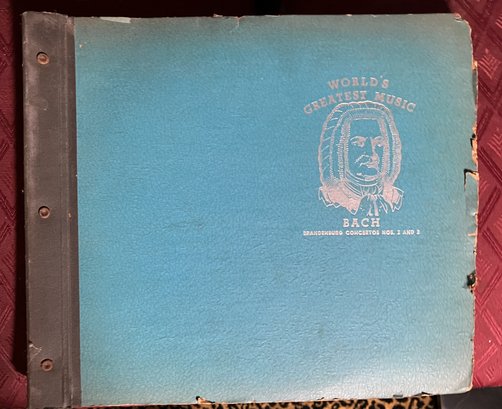 WORLD'S
GREATEST MUSIC
BACH
BRANDENBURG CONCERTOS NOS. 2 AND 3